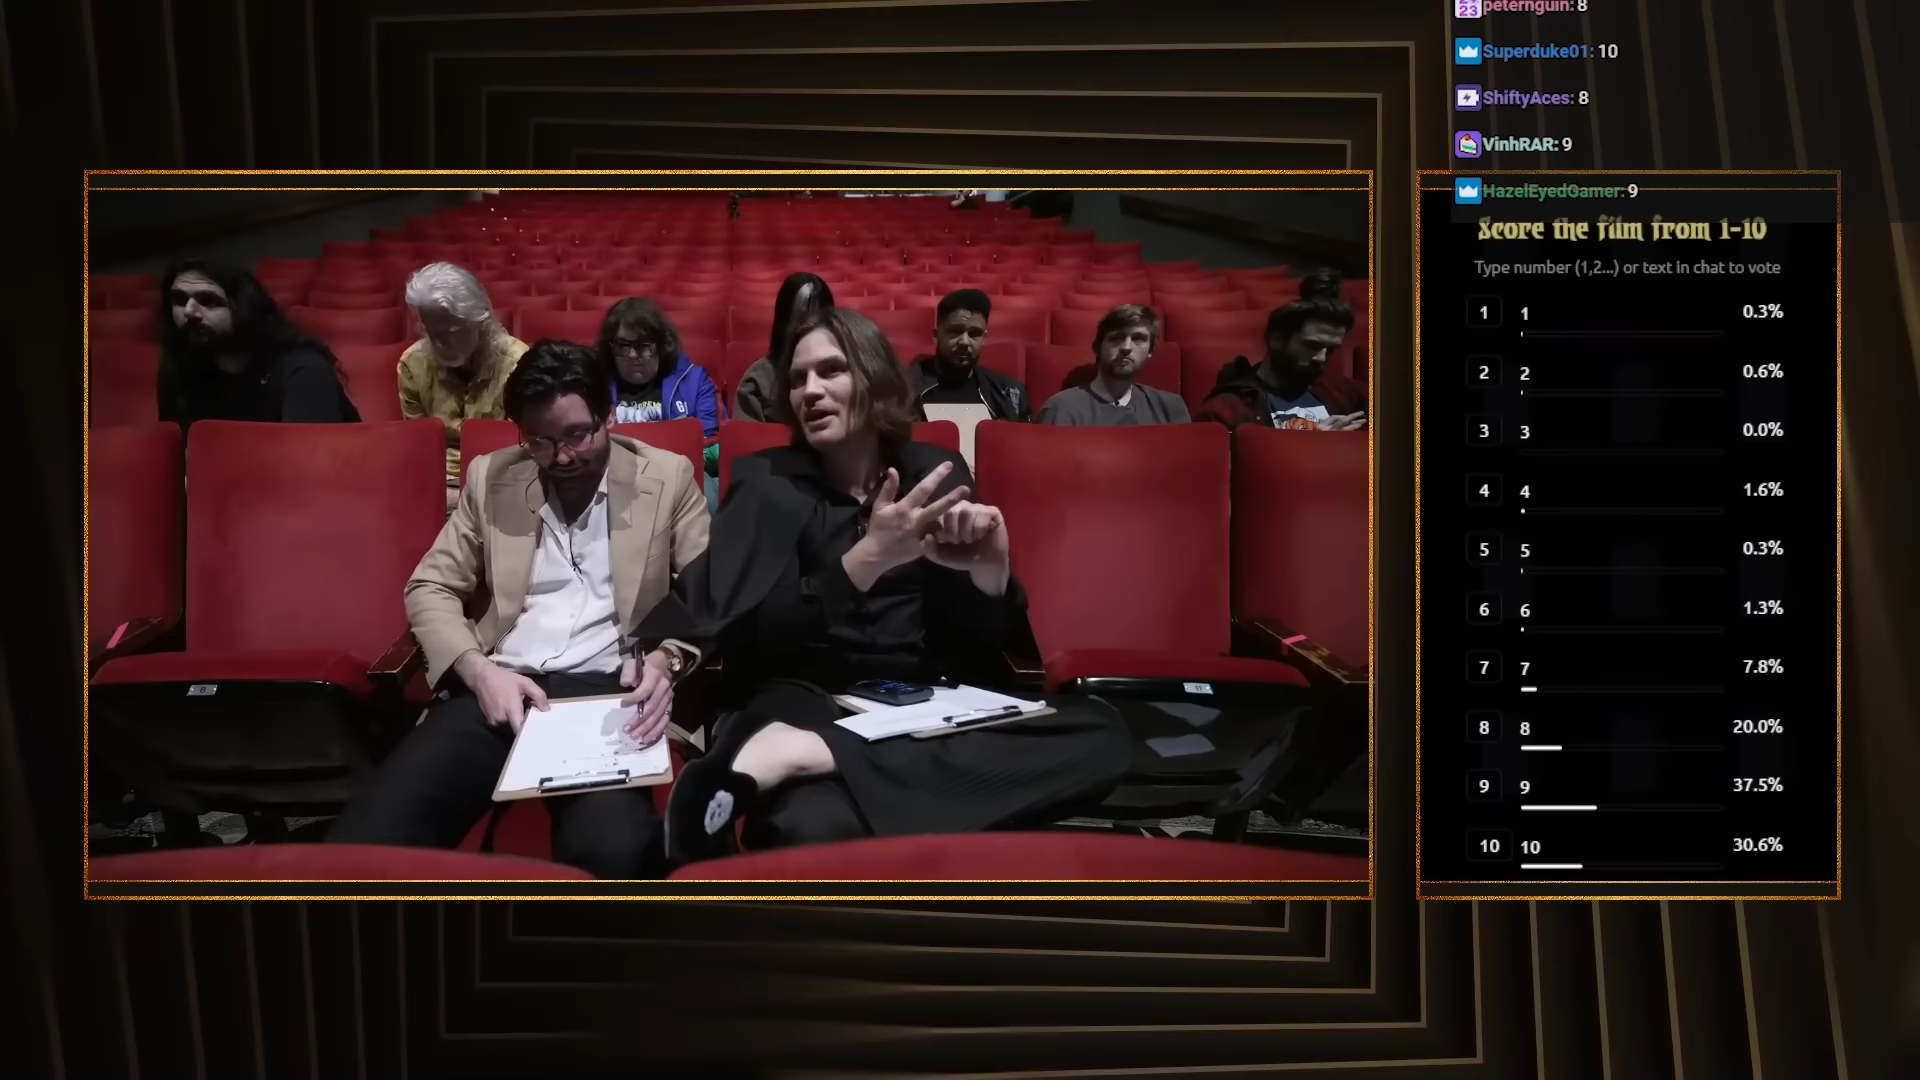 peternguin: 8
Superduke01: 10
ShiftyAces: 8
VinhRAR: 9
HazelEyedGamer: 9
Score the film from 1-10
Type number (1,2...) or text in chat to vote
1 1 0.3%
2 2 0.6%
3 3 0.0%
4 4 1.6%
5 5 0.3%
6 6 1.3%
7 7 7.8%
8 8 20.0%
9 9 37.5%
10 10 30.6%